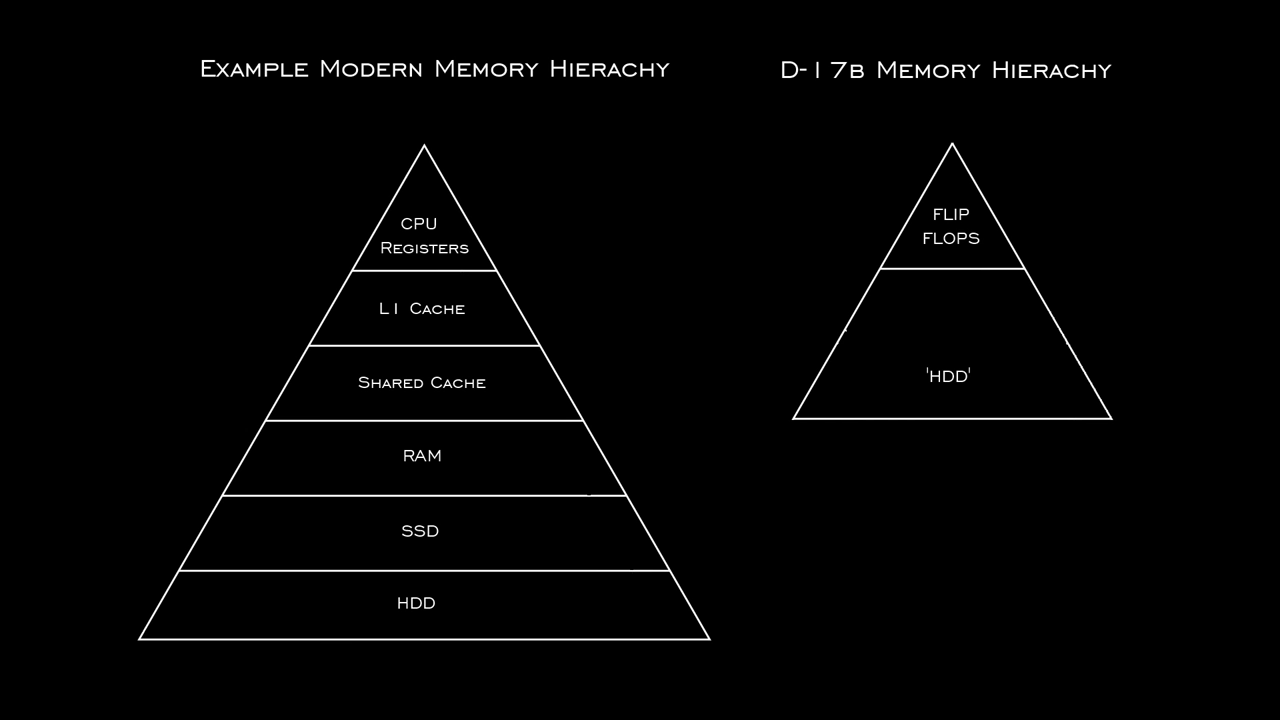 Example Modern Memory Hierachy
CPU
Registers
L1 Cache
Shared Cache
RAM
SSD
HDD
D-17b Memory Hierachy
FLIP
FLOPS
'HDD'